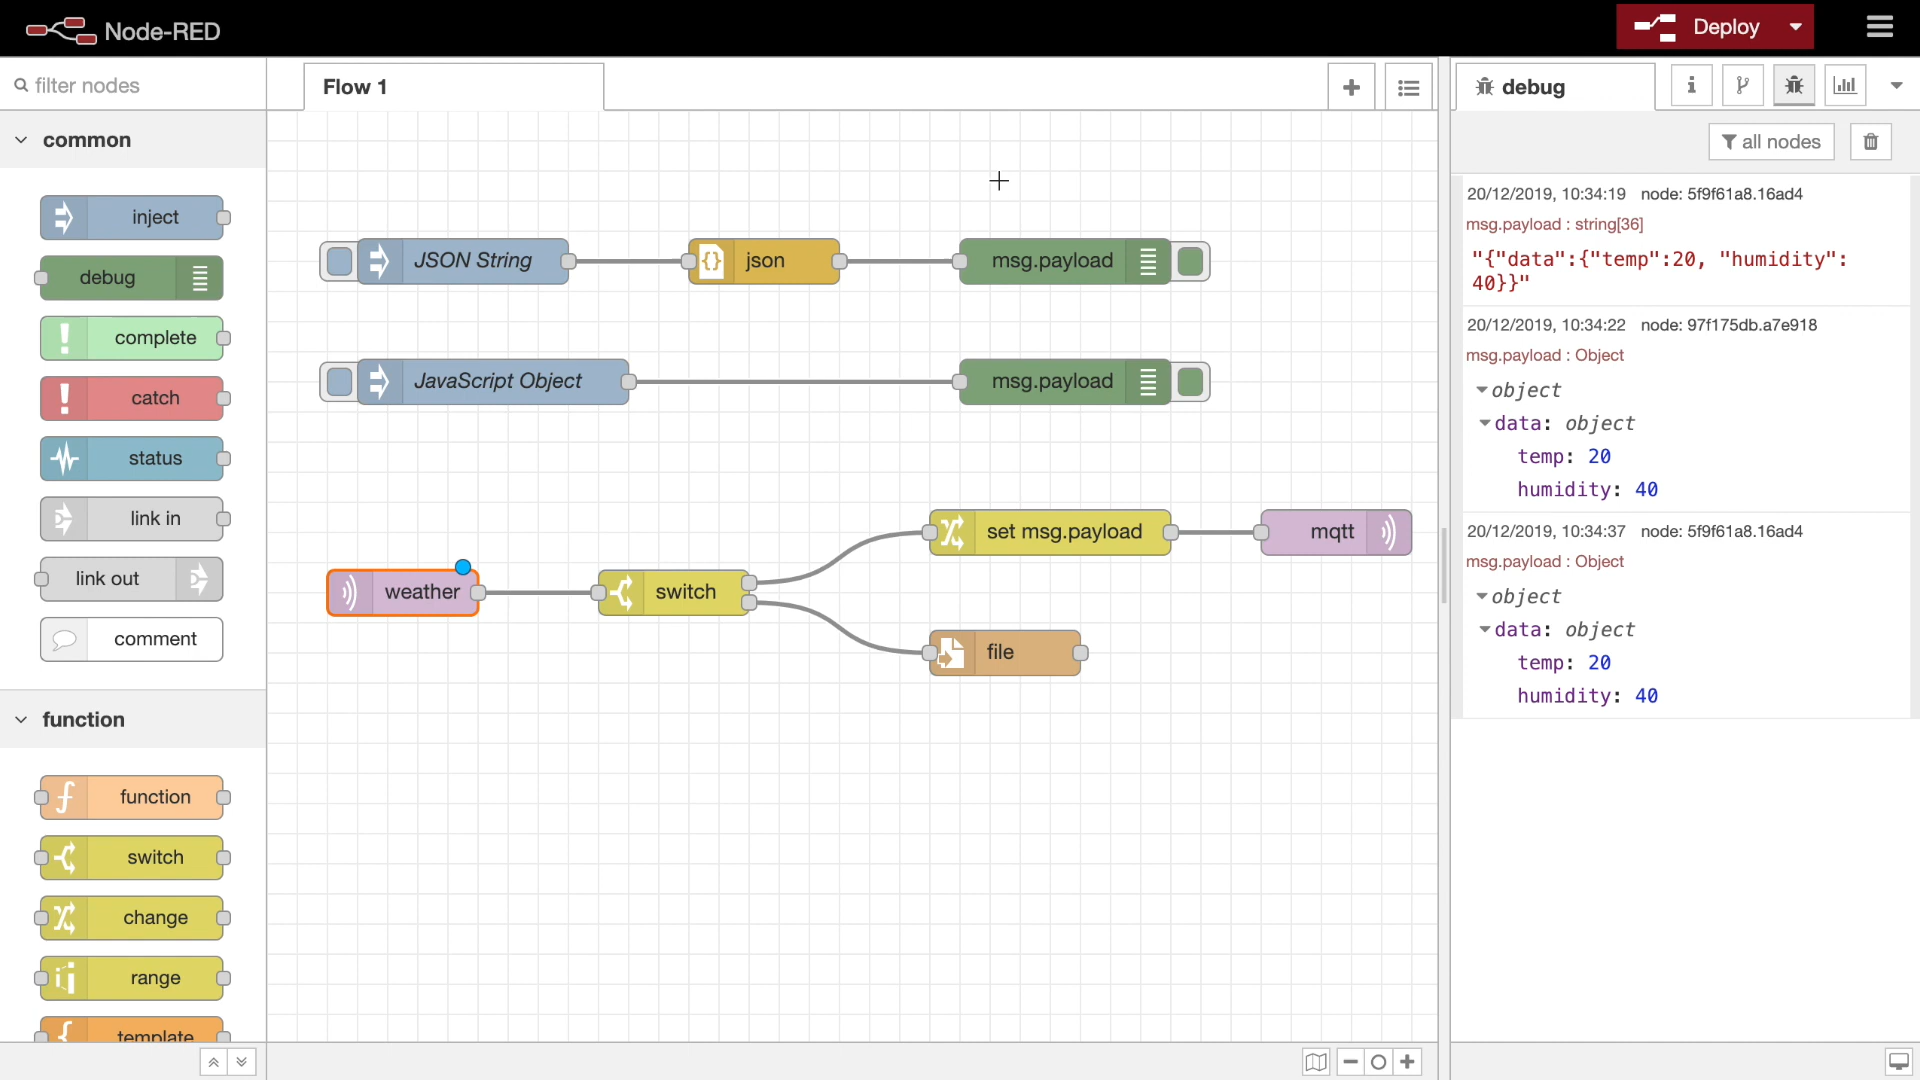 Node-RED
Deploy
filter nodes
Flow 1
debug
i
all nodes
common
inject
debug
complete
catch
status
link in
link out
comment
function
function
switch
change
range
template
JSON String
json
msg.payload
JavaScript Object
msg.payload
weather
switch
set msg.payload
mqtt
file
20/12/2019, 10:34:19 node: 5f9f61a8.16ad4
msg.payload : string[36]
"{"data":{"temp":20, "humidity":
40}}"
20/12/2019, 10:34:22 node: 97f175db.a7e918
msg.payload : Object
object
data: object
temp: 20
humidity: 40
20/12/2019, 10:34:37 node: 5f9f61a8.16ad4
msg.payload : Object
object
data: object
temp: 20
humidity: 40